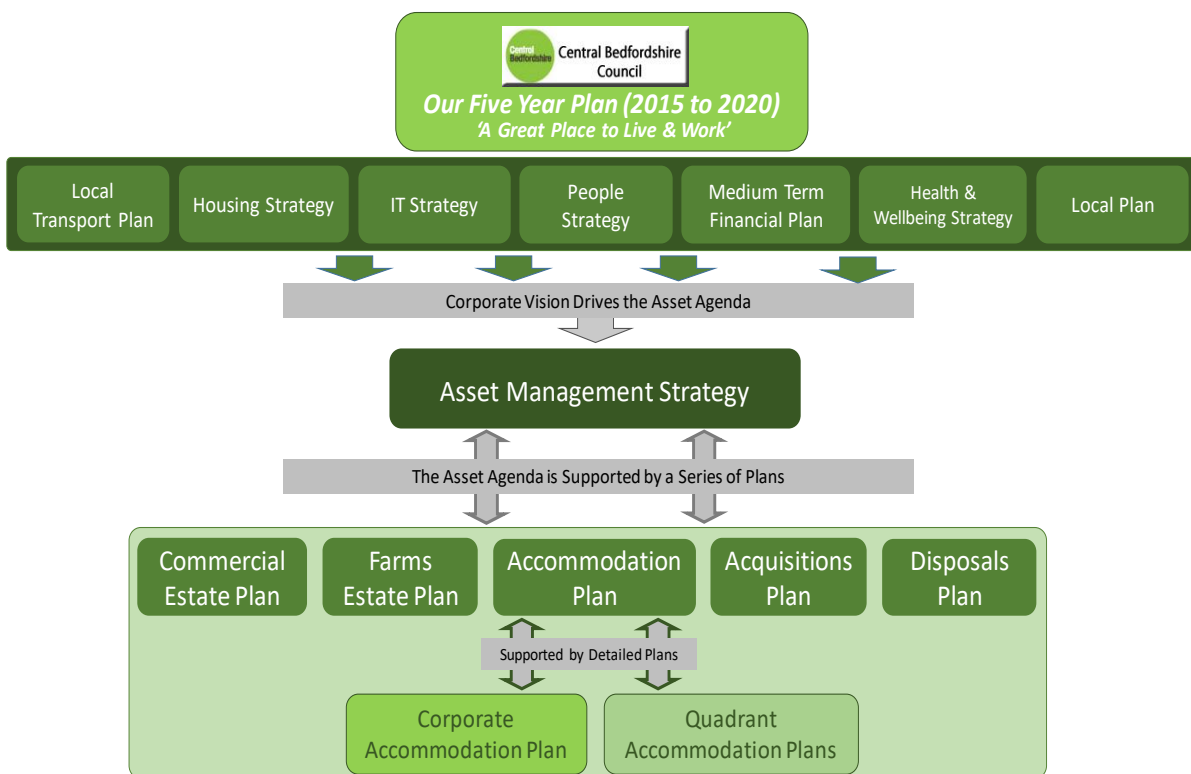 Central
Bedfordshire
Central Bedfordshire
Council
Our Five Year Plan (2015 to 2020)
‘A Great Place to Live & Work’
Local
Transport Plan
Housing Strategy
IT Strategy
People
Strategy
Medium Term
Financial Plan
Health &
Wellbeing Strategy
Local Plan
Corporate Vision Drives the Asset Agenda
Asset Management Strategy
The Asset Agenda is Supported by a Series of Plans
Commercial
Estate Plan
Farms
Estate Plan
Accommodation
Plan
Acquisitions
Plan
Disposals
Plan
Supported by Detailed Plans
Corporate
Accommodation Plan
Quadrant
Accommodation Plans